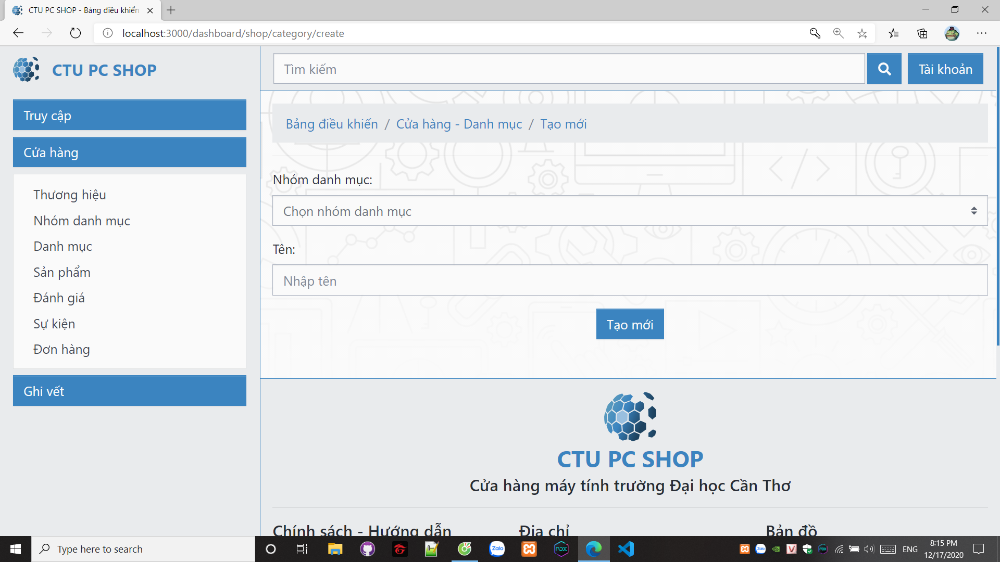 CTU PC SHOP - Bảng điều khiển
localhost:3000/dashboard/shop/category/create
CTU PC SHOP
Tìm kiếm
Tài khoản
Truy cập
Cửa hàng
Thương hiệu
Nhóm danh mục
Danh mục
Sản phẩm
Đánh giá
Sự kiện
Đơn hàng
Ghi vết
Bảng điều khiến / Cửa hàng - Danh mục / Tạo mới
Nhóm danh mục:
Chọn nhóm danh mục
Tên:
Nhập tên
Tạo mới
CTU PC SHOP
Cửa hàng máy tính trường Đại học Cần Thơ
Chính sách - Hướng dẫn
Địa chỉ
Bản đồ
Type here to search
Zalo
nox
ENG
8:15 PM
12/17/2020